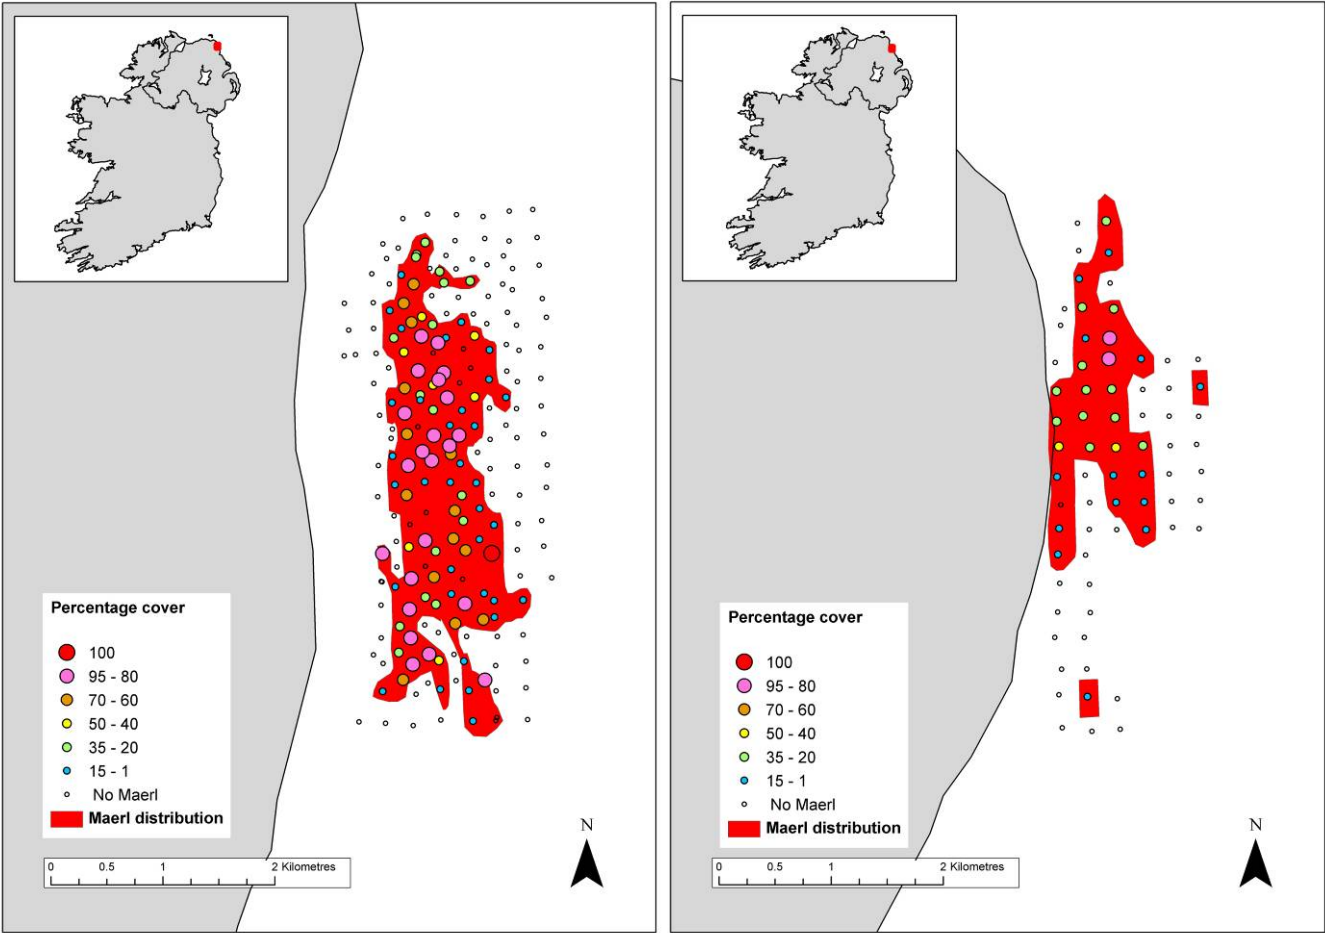 Percentage cover
100
95 - 80
70 - 60
50 - 40
35 - 20
15 - 1
No Maerl
Maerl distribution
N
0 0.5 1 2 Kilometres
Percentage cover
100
95 - 80
70 - 60
50 - 40
35 - 20
15 - 1
No Maerl
Maerl distribution
N
0 0.5 1 2 Kilometres